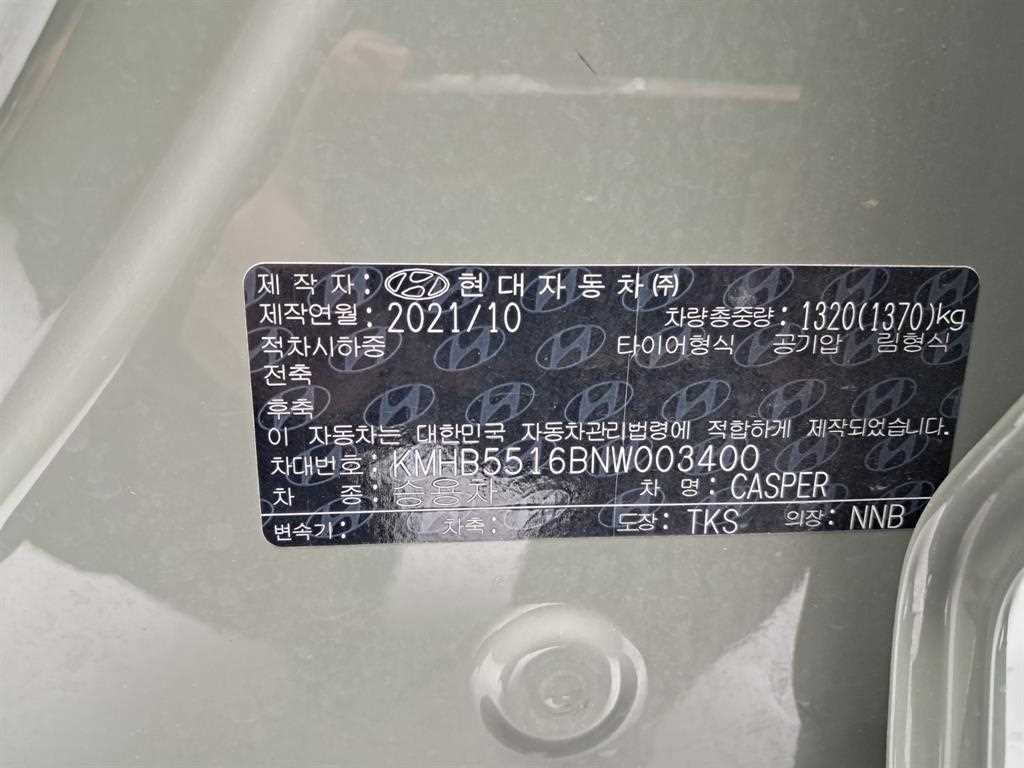 제작자: 현대자동차(주)
제작연월: 2021/10 차량총중량: 1320(1370)kg
적차시하중 타이어형식 공기압 림형식
전축
후축
이 자동차는 대한민국 자동차관리법령에 적합하게 제작되었습니다.
차대번호: KMHB5516BNW003400
차 종: 승용차 차 명: CASPER
변속기: 차축: 도장: TKS 의장: NNB